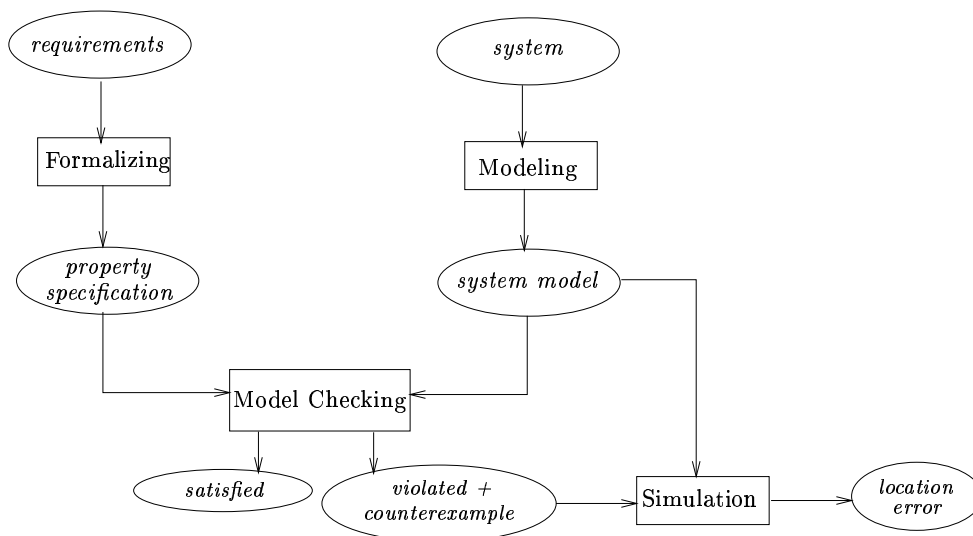 requirements
system
Formalizing
Modeling
property
specification
system model
Model Checking
satisfied
violated +
counterexample
Simulation
location
error